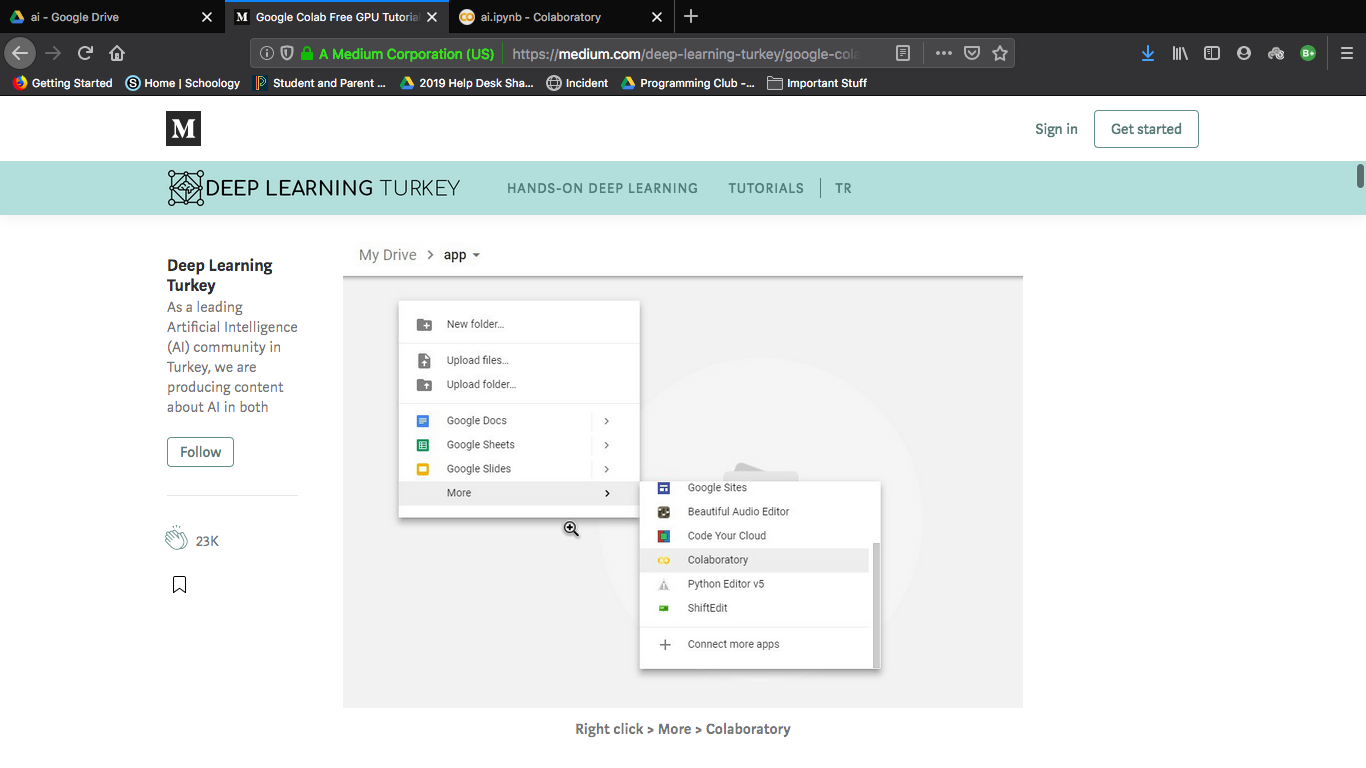 ai - Google Drive
Google Colab Free GPU Tutorial
ai.ipynb - Colaboratory
A Medium Corporation (US)
https://medium.com/deep-learning-turkey/google-cola
Getting Started
S Home | Schoology
Student and Parent ...
2019 Help Desk Sha...
Incident
Programming Club -...
Important Stuff
B+
M
Sign in
Get started
DEEP LEARNING TURKEY
HANDS-ON DEEP LEARNING
TUTORIALS
TR
Deep Learning
Turkey
As a leading
Artificial Intelligence
(AI) community in
Turkey, we are
producing content
about AI in both
Follow
23K
My Drive > app
New folder...
Upload files...
Upload folder...
Google Docs
Google Sheets
Google Slides
More
Google Sites
Beautiful Audio Editor
Code Your Cloud
Colaboratory
Python Editor v5
ShiftEdit
Connect more apps
Right click > More > Colaboratory